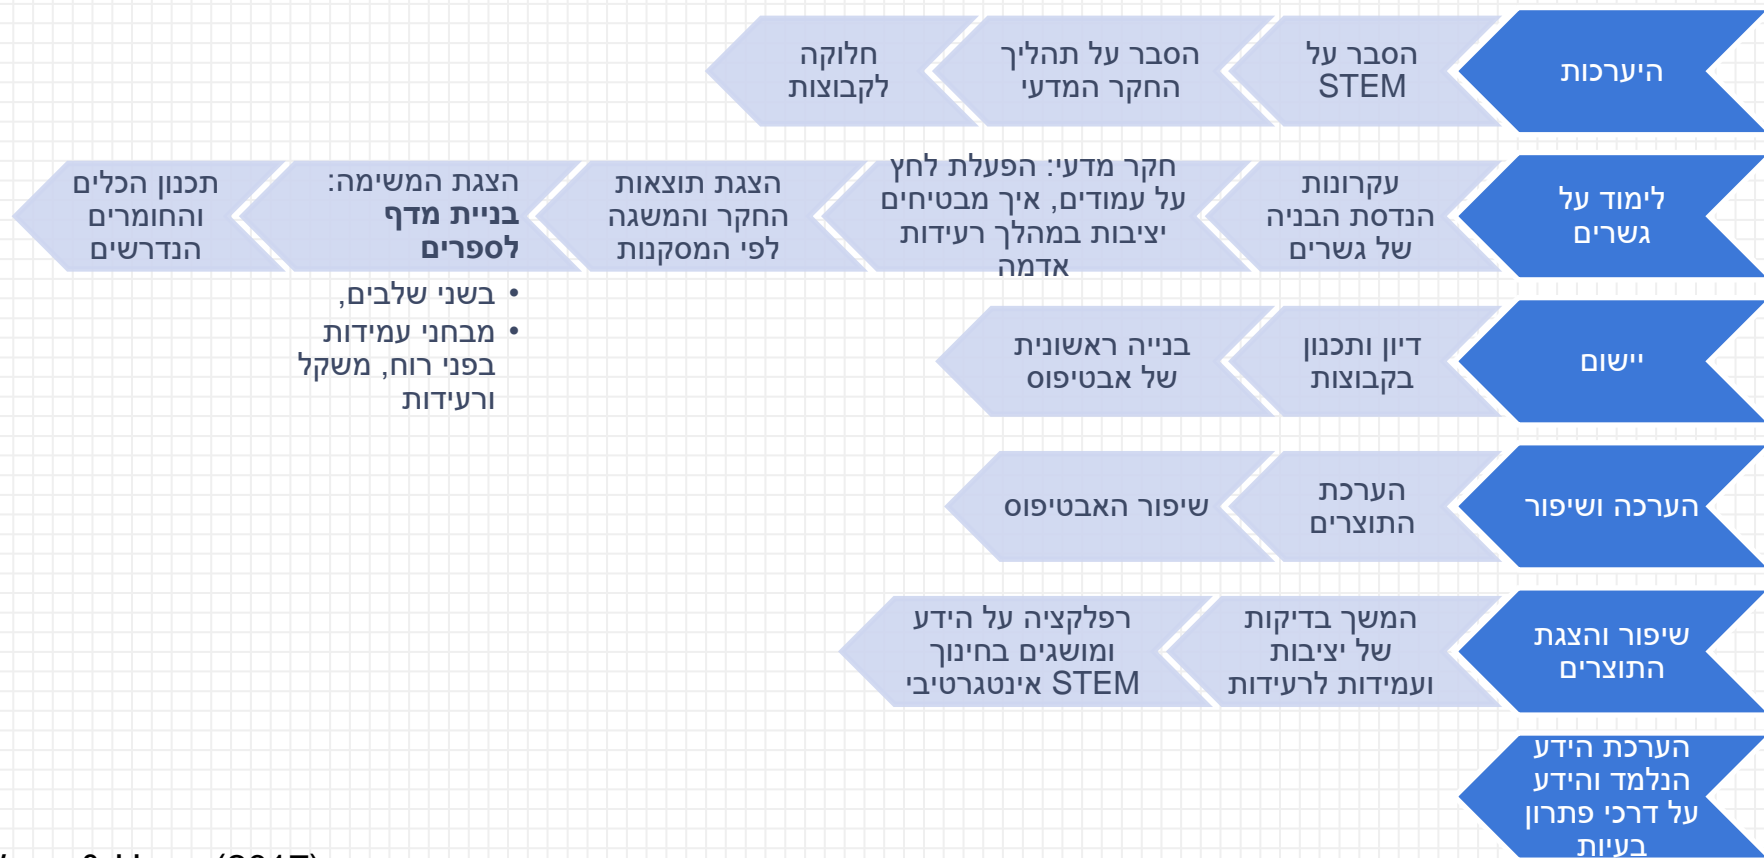 היערכות
הסבר על
STEM
הסבר על תהליך
החקר המדעי
חלוקה
לקבוצות
לימוד על
גשרים
עקרונות
הנדסת הבניה
של גשרים
חקר מדעי: הפעלת לחץ
על עמודים, איך מבטיחים
יציבות במהלך רעידות
אדמה
הצגת תוצאות
החקר והמשגה
לפי המסקנות
הצגת המשימה:
בניית מדף
לספרים
• בשני שלבים,
• מבחני עמידות
בפני רוח, משקל
ורעידות
תכנון הכלים
והחומרים
הנדרשים
יישום
דיון ותכנון
בקבוצות
בנייה ראשונית
של אבטיפוס
הערכה ושיפור
הערכת
התוצרים
שיפור האבטיפוס
שיפור והצגת
התוצרים
המשך בדיקות
של יציבות
ועמידות לרעידות
רפלקציה על הידע
ומושגים בחינוך
STEM אינטגרטיבי
הערכת הידע
הנלמד והידע
על דרכי פתרון
בעיות